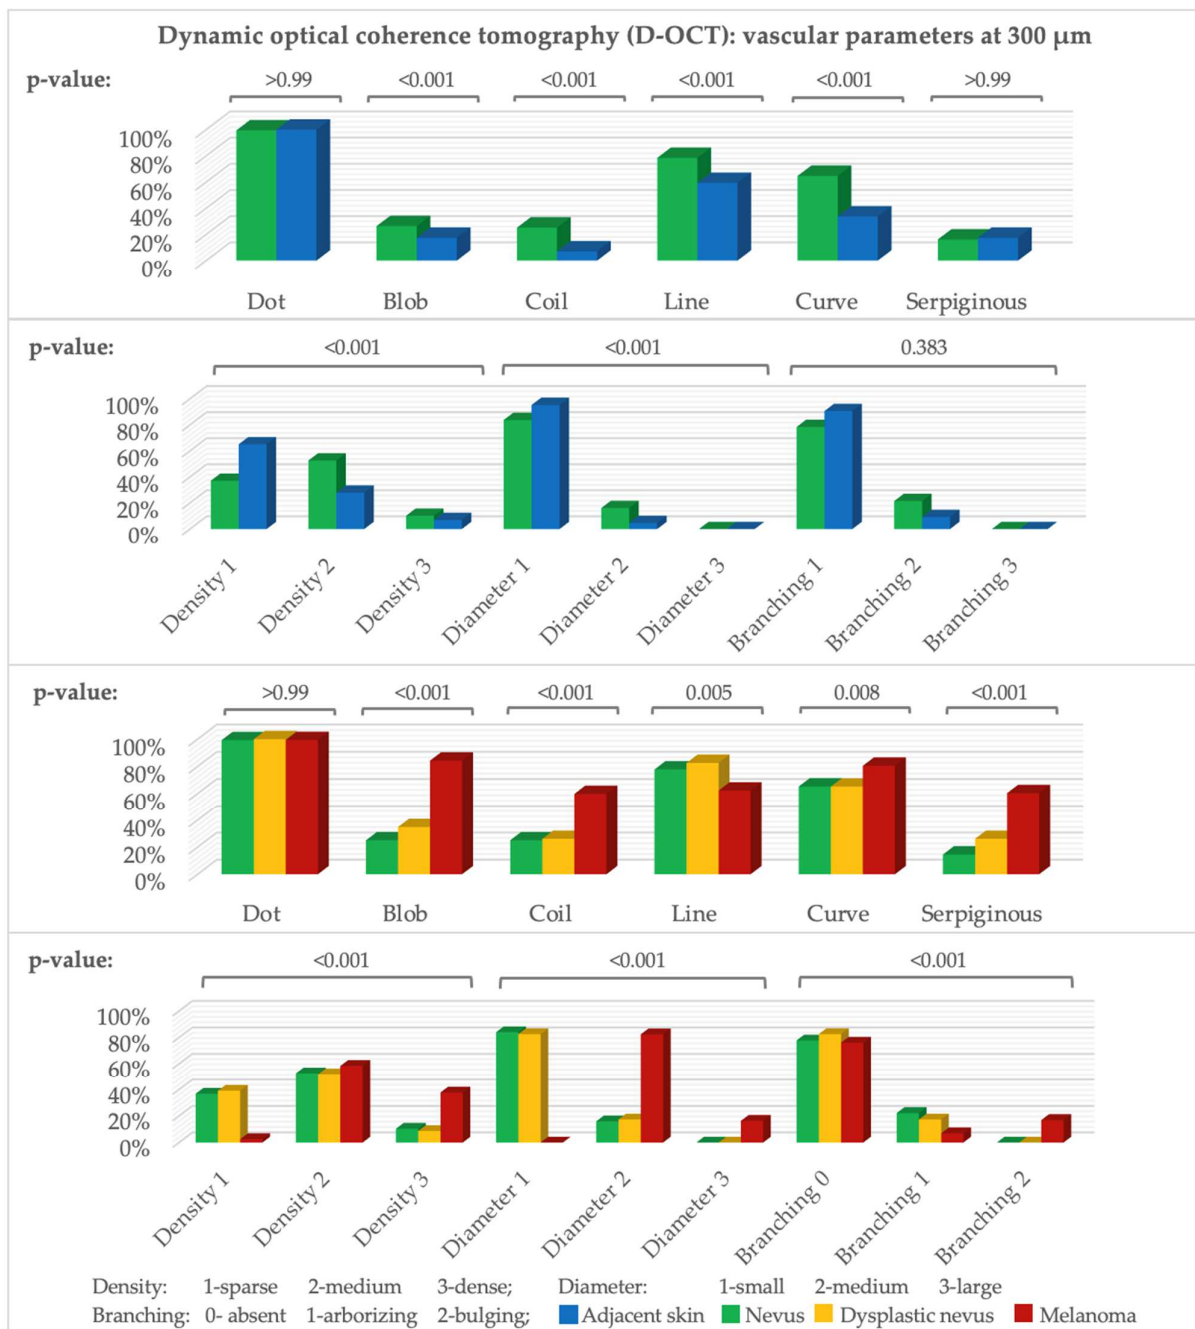 Dynamic optical coherence tomography (D-OCT): vascular parameters at 300 μm
p-value: >0.99 <0.001 <0.001 <0.001 <0.001 >0.99
100%
80%
60%
40%
20%
0%
Dot Blob Coil Line Curve Serpiginous
p-value: <0.001 <0.001 0.383
100%
80%
60%
40%
20%
0%
Density 1 Density 2 Density 3 Diameter 1 Diameter 2 Diameter 3 Branching 1 Branching 2 Branching 3
p-value: >0.99 <0.001 <0.001 0.005 0.008 <0.001
100%
80%
60%
40%
20%
0%
Dot Blob Coil Line Curve Serpiginous
p-value: <0.001 <0.001 <0.001
100%
80%
60%
40%
20%
0%
Density 1 Density 2 Density 3 Diameter 1 Diameter 2 Diameter 3 Branching 0 Branching 1 Branching 2
Density: 1-sparse 2-medium 3-dense; Diameter: 1-small 2-medium 3-large
Branching: 0- absent 1-arborizing 2-bulging; Adjacent skin Nevus Dysplastic nevus Melanoma